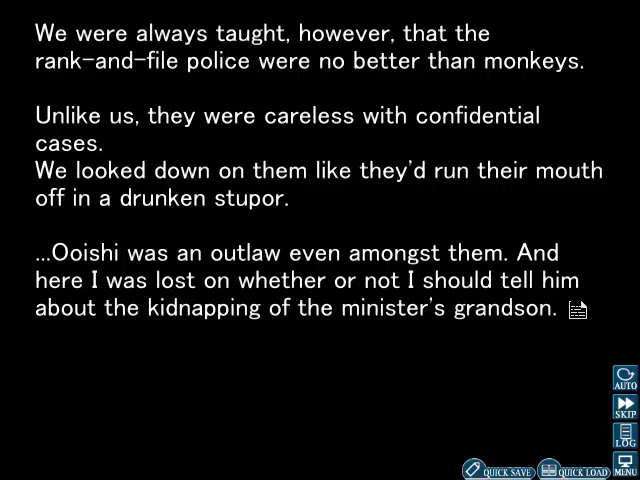 We were always taught, however, that the
rank-and-file police were no better than monkeys.
Unlike us, they were careless with confidential
cases.
We looked down on them like they'd run their mouth
off in a drunken stupor.
...Ooishi was an outlaw even amongst them. And
here I was lost on whether or not I should tell him
about the kidnapping of the minister's grandson.
AUTO
SKIP
LOG
MENU
QUICK SAVE QUICK LOAD